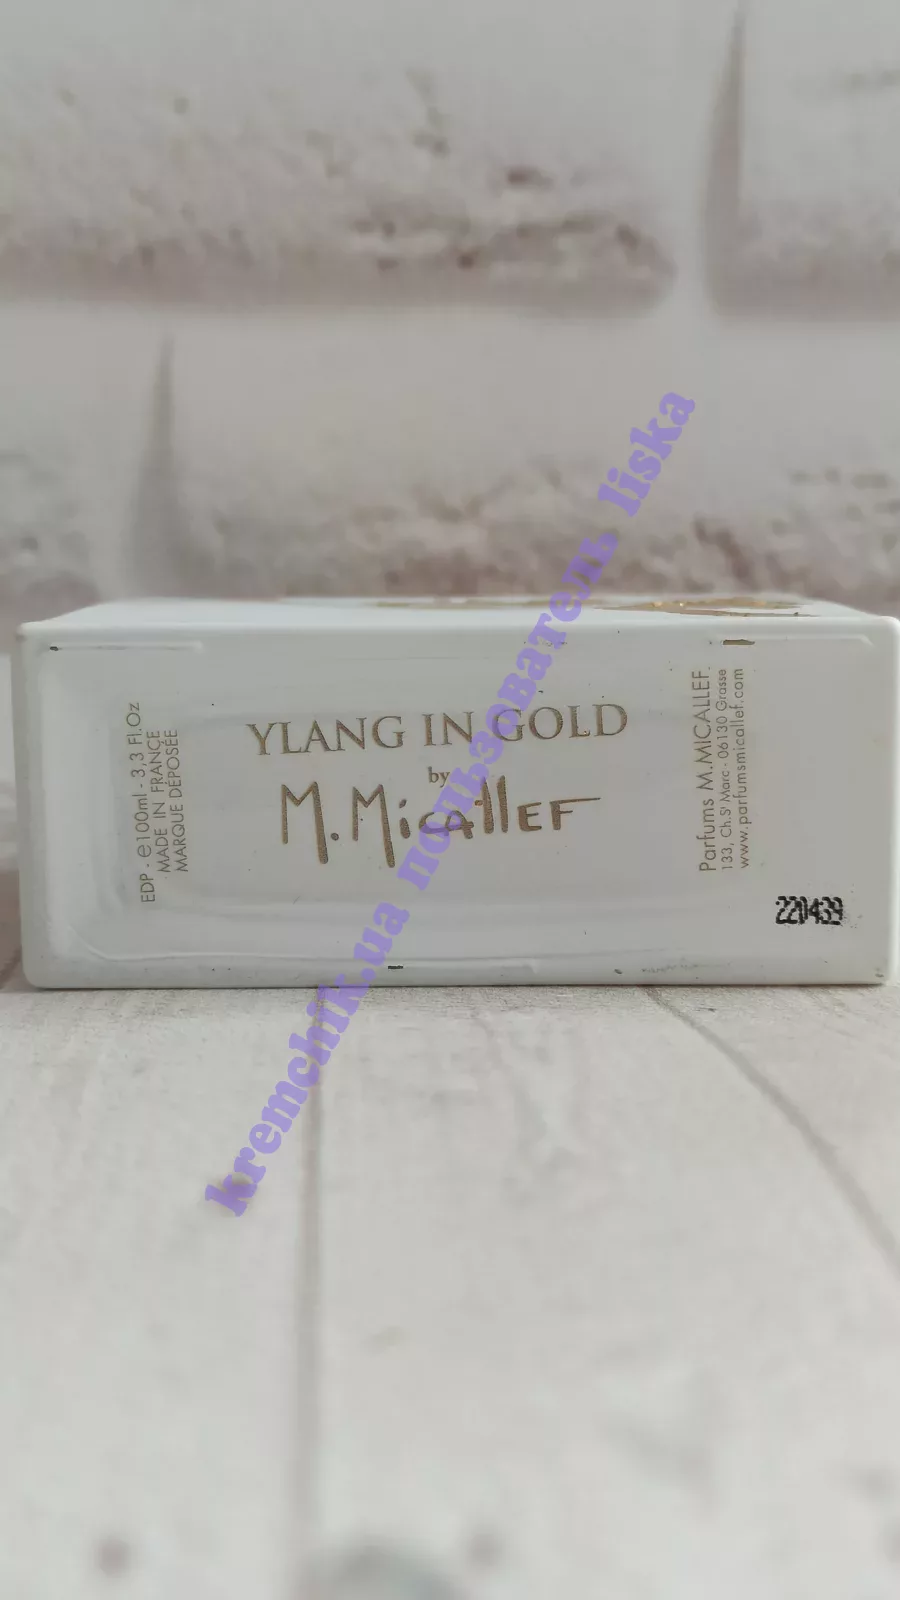 EDP - ℮100ml - 3,3 Fl.Oz
MADE IN FRANCE
MARQUE DÉPOSÉE
YLANG IN GOLD
by
M.MicallEF
Parfums M.MICALLEF.
133, Ch.St Marc - 06130 Grasse
www.parfumsmicallef.com
220439
kremchik.ua пользователь liska